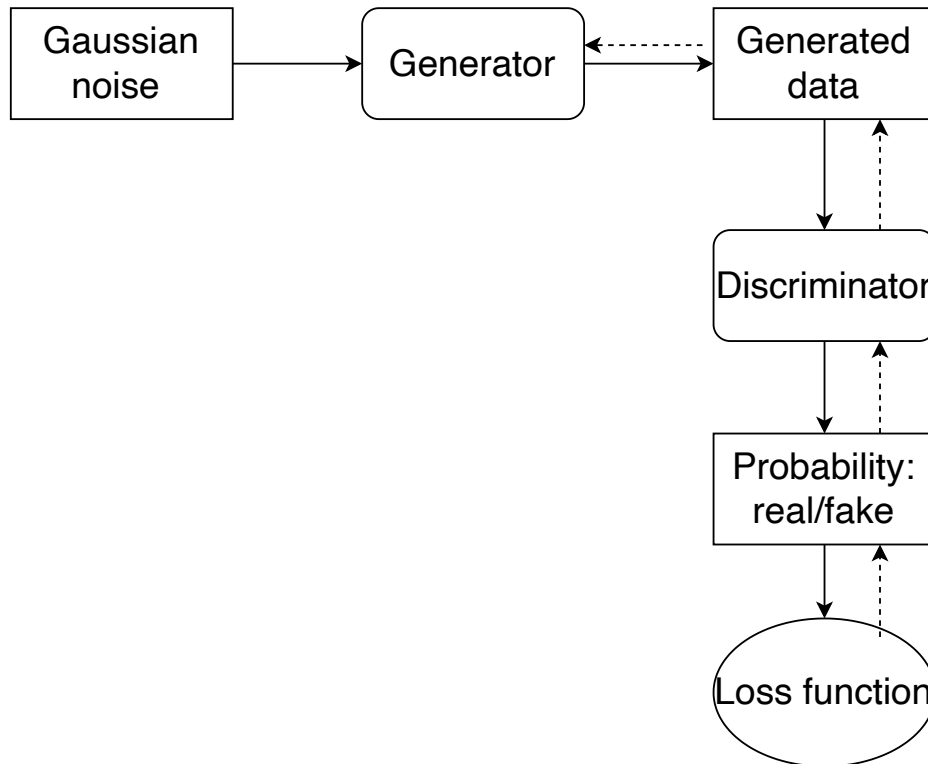 Gaussian
noise
Generator
Generated
data
Discriminator
Probability:
real/fake
Loss function